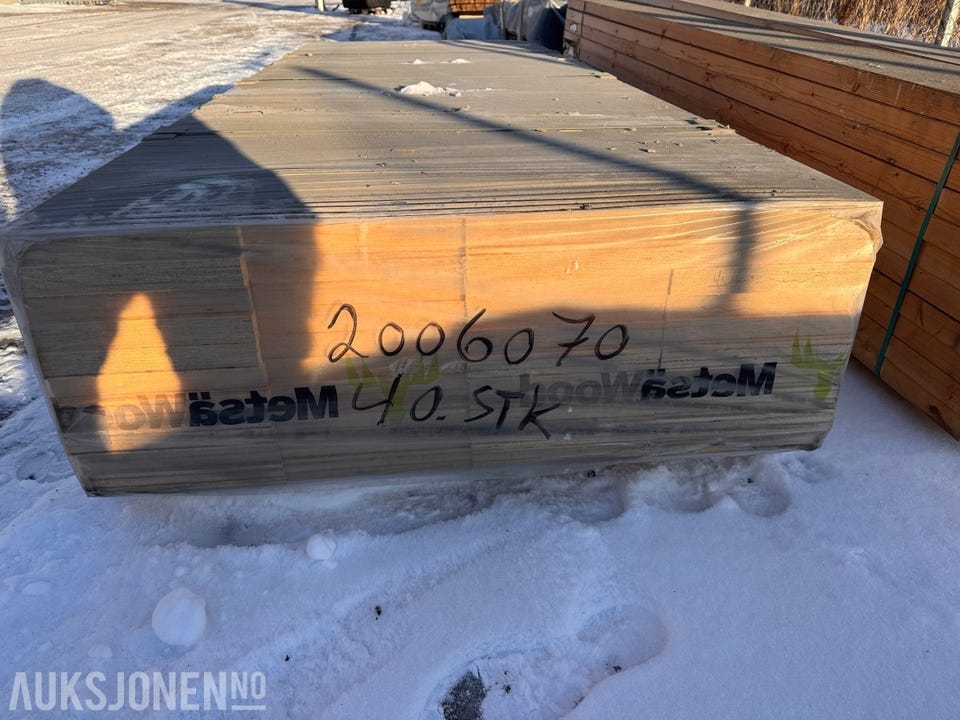 2006070
40. STK
MetsäWood MetsäWood
AUKSJONEN NO